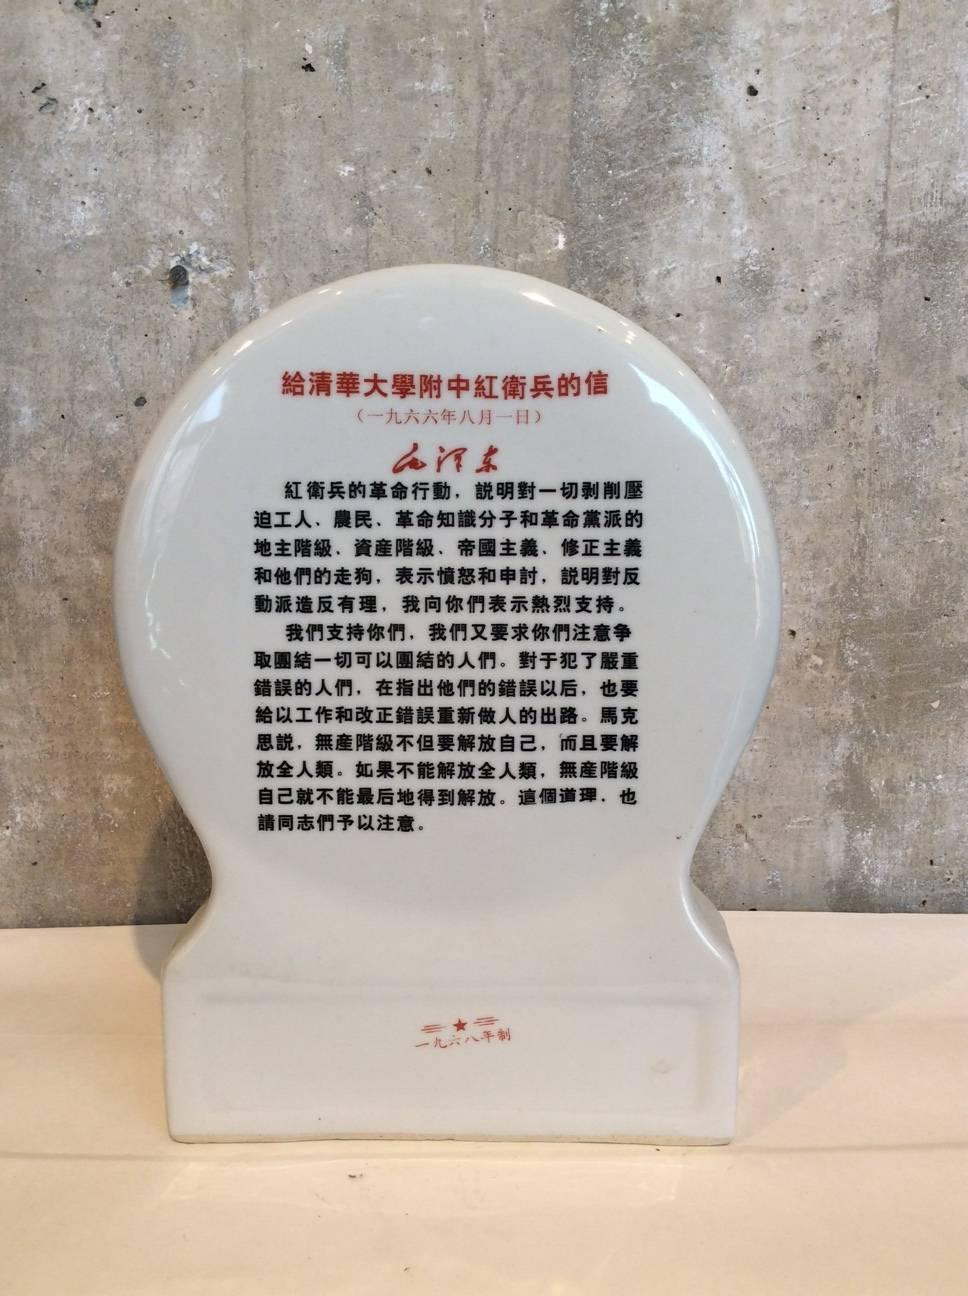 給清華大學附中紅衛兵的信
（一九六六年八月一日）
毛澤东
紅衛兵的革命行動，説明對一切剥削壓
迫工人、農民、革命知識分子和革命黨派的
地主階級、資産階級、帝國主義、修正主義
和他們的走狗，表示憤怒和申討，説明對反
動派造反有理，我向你們表示熱烈支持。
我們支持你們，我們又要求你們注意争
取團結一切可以團結的人們。對于犯了嚴重
錯誤的人們，在指出他們的錯誤以后，也要
給以工作和改正錯誤重新做人的出路。馬克
思説，無産階級不但要解放自己，而且要解
放全人類。如果不能解放全人類，無産階級
自己就不能最后地得到解放。這個道理，也
請同志們予以注意。
一九六八年制